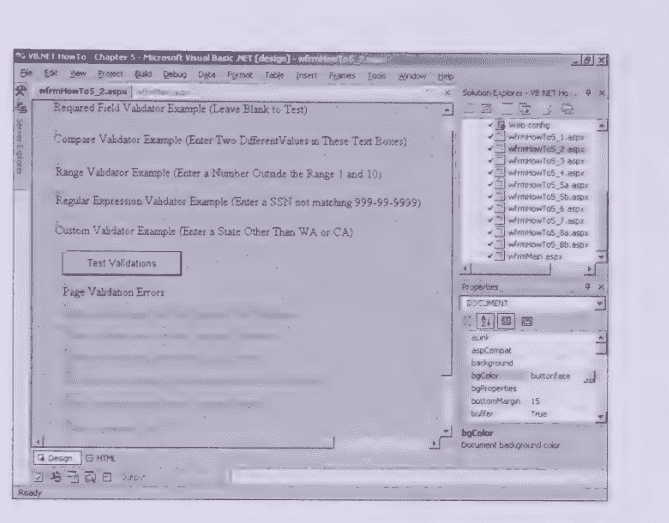 VB.NET HowTo Chapter 5 - Microsoft Visual Basic .NET [design] - wfrmHowTo5_2.aspx
File Edit View Project Build Debug Data Format Table Insert Frames Tools Window Help
wfrmHowTo5_2.aspx
Server Explorer
Required Field Validator Example (Leave Blank to Test)
Compare Validator Example (Enter Two DifferentValues in These Text Boxes)
Range Validator Example (Enter a Number Outside the Range 1 and 10)
Regular Expression Validator Example (Enter a SSN not matching 999-99-9999)
Custom Validator Example (Enter a State Other Than WA or CA)
Test Validations
Page Validation Errors
Design HTML
Output
Ready
Solution Explorer - VB NET Ho...
Web.config
wfrmHowTo5_1.aspx
wfrmHowTo5_2.aspx
wfrmHowTo5_3.aspx
wfrmHowTo5_4.aspx
wfrmHowTo5_5a.aspx
wfrmHowTo5_5b.aspx
wfrmHowTo5_6.aspx
wfrmHowTo5_7.aspx
wfrmHowTo5_8a.aspx
wfrmHowTo5_8b.aspx
wfrmMain.aspx
Properties
DOCUMENT
aLink
aspCompat
background
bgColor buttonface
bgProperties
bottomMargin 15
buffer True
bgColor
Document background color